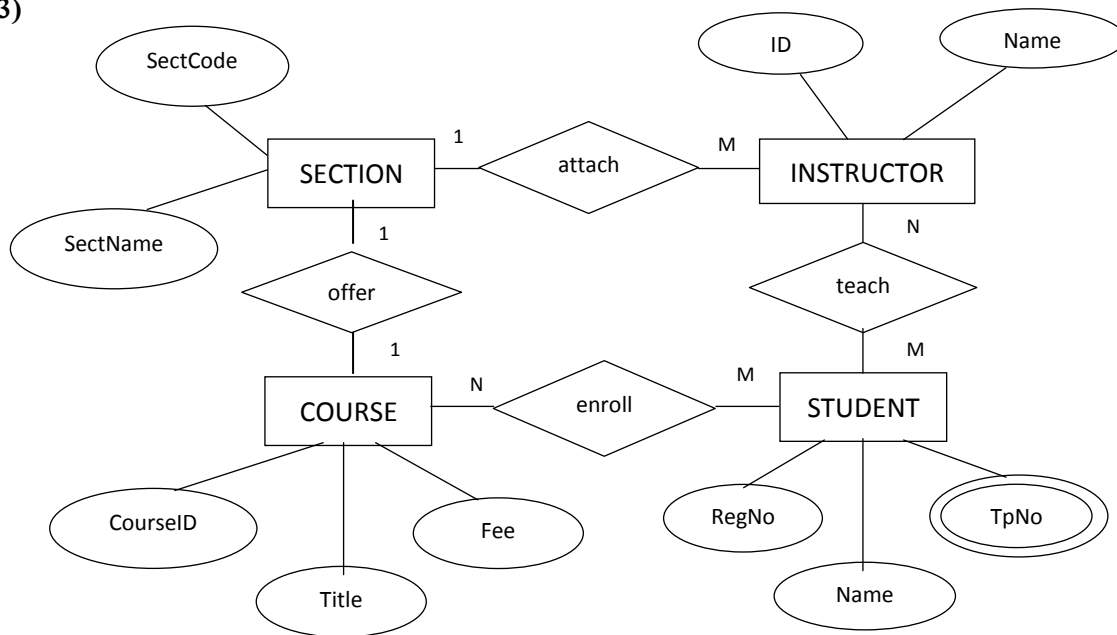 3)
ID
Name
SectCode
1
M
SECTION
attach
INSTRUCTOR
SectName
1
N
offer
teach
1
M
N
M
COURSE
enroll
STUDENT
CourseID
Fee
RegNo
TpNo
Title
Name